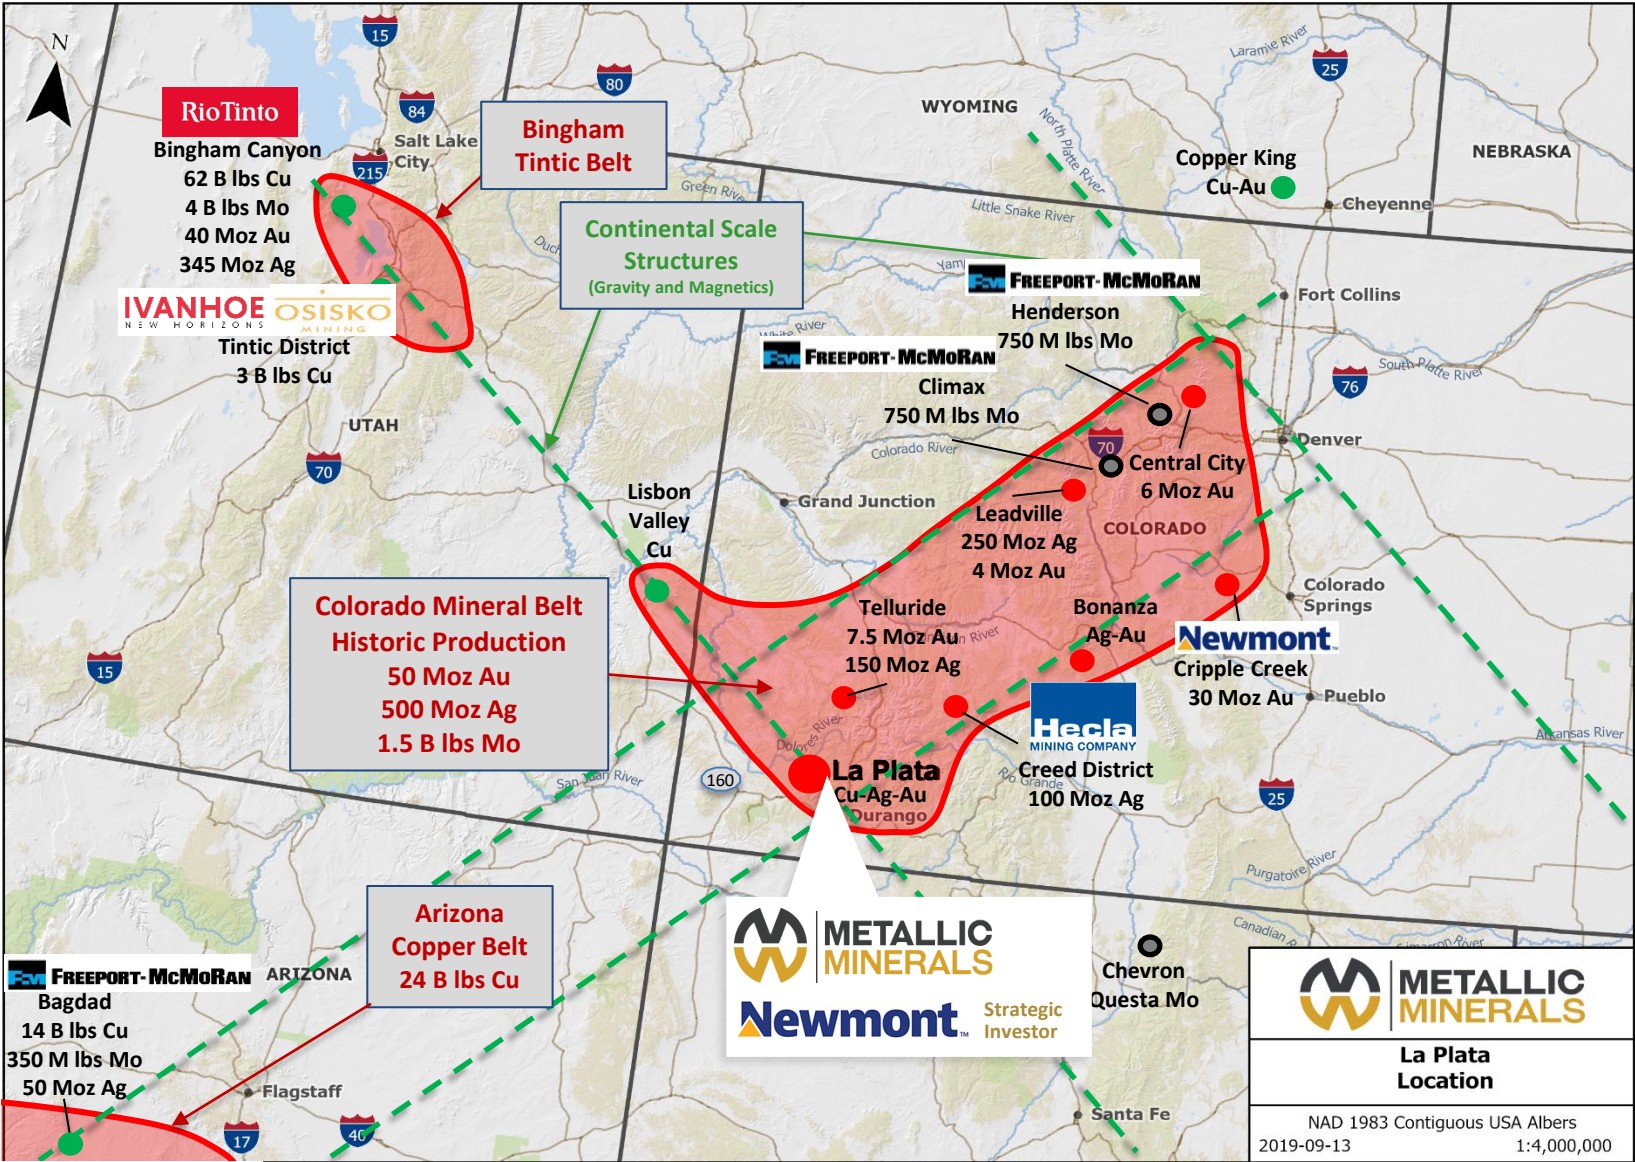 N
15
80
25
84
RioTinto
Bingham Canyon
62 B lbs Cu
4 B lbs Mo
40 Moz Au
345 Moz Ag
Salt Lake
City
215
Bingham
Tintic Belt
WYOMING
Laramie River
North Platte River
NEBRASKA
Copper King
Cu-Au
Cheyenne
Green River
Little Snake River
Continental Scale
Structures
(Gravity and Magnetics)
IVANHOE
NEW HORIZONS
OSISKO
MINING
Tintic District
3 B lbs Cu
FCX FREEPORT-McMoRAN
Henderson
750 M lbs Mo
Fort Collins
White River
FREEPORT-McMoRAN
Climax
750 M lbs Mo
South Platte River
76
UTAH
70
Colorado River
70
Denver
Central City
6 Moz Au
Grand Junction
Lisbon
Valley
Cu
Leadville
250 Moz Ag
4 Moz Au
COLORADO
Colorado
Springs
Colorado Mineral Belt
Historic Production
50 Moz Au
500 Moz Ag
1.5 B lbs Mo
Telluride
7.5 Moz Au
150 Moz Ag
Bonanza
Ag-Au
Newmont™
Cripple Creek
30 Moz Au
Pueblo
15
Hecla
MINING COMPANY
Creed District
100 Moz Ag
Arkansas River
Dolores River
La Plata
Cu-Ag-Au
Durango
San Juan River
160
Rio Grande
25
Purgatoire River
Arizona
Copper Belt
24 B lbs Cu
METALLIC
MINERALS
Newmont™
Strategic
Investor
Canadian R
Cimarron River
Chevron
Questa Mo
FREEPORT-McMoRAN
ARIZONA
Bagdad
14 B lbs Cu
350 M lbs Mo
50 Moz Ag
Flagstaff
17
40
Santa Fe
METALLIC
MINERALS
La Plata
Location
NAD 1983 Contiguous USA Albers
2019-09-13
1:4,000,000